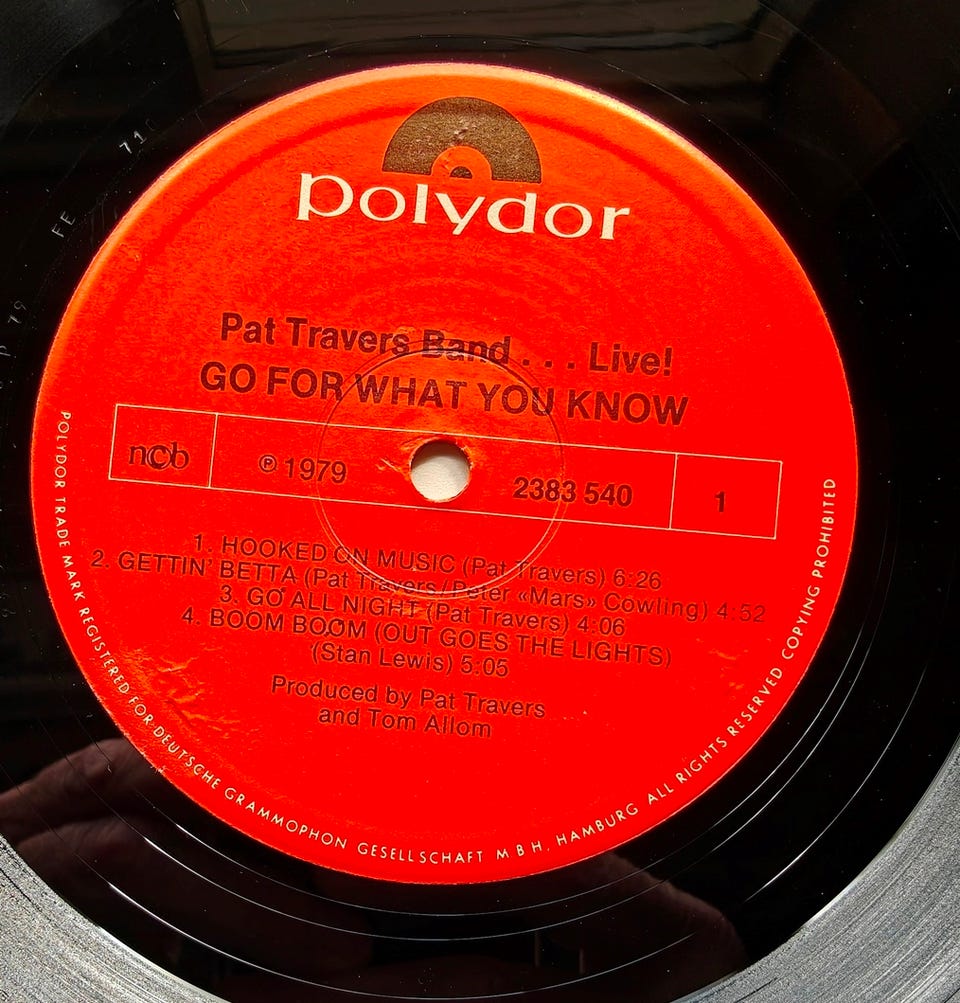 polydor
Pat Travers Band . . . Live!
GO FOR WHAT YOU KNOW
ncb
℗ 1979
2383 540
1
1. HOOKED ON MUSIC (Pat Travers) 6:26
2. GETTIN' BETTA (Pat Travers/Peter «Mars» Cowling) 4:52
3. GO ALL NIGHT (Pat Travers) 4:06
4. BOOM BOOM (OUT GOES THE LIGHTS)
(Stan Lewis) 5:05
Produced by Pat Travers
and Tom Allom
POLYDOR TRADE MARK REGISTERED FOR DEUTSCHE GRAMMOPHON GESELLSCHAFT M B H. HAMBURG ALL RIGHTS RESERVED COPYING PROHIBITED
79
FE
71